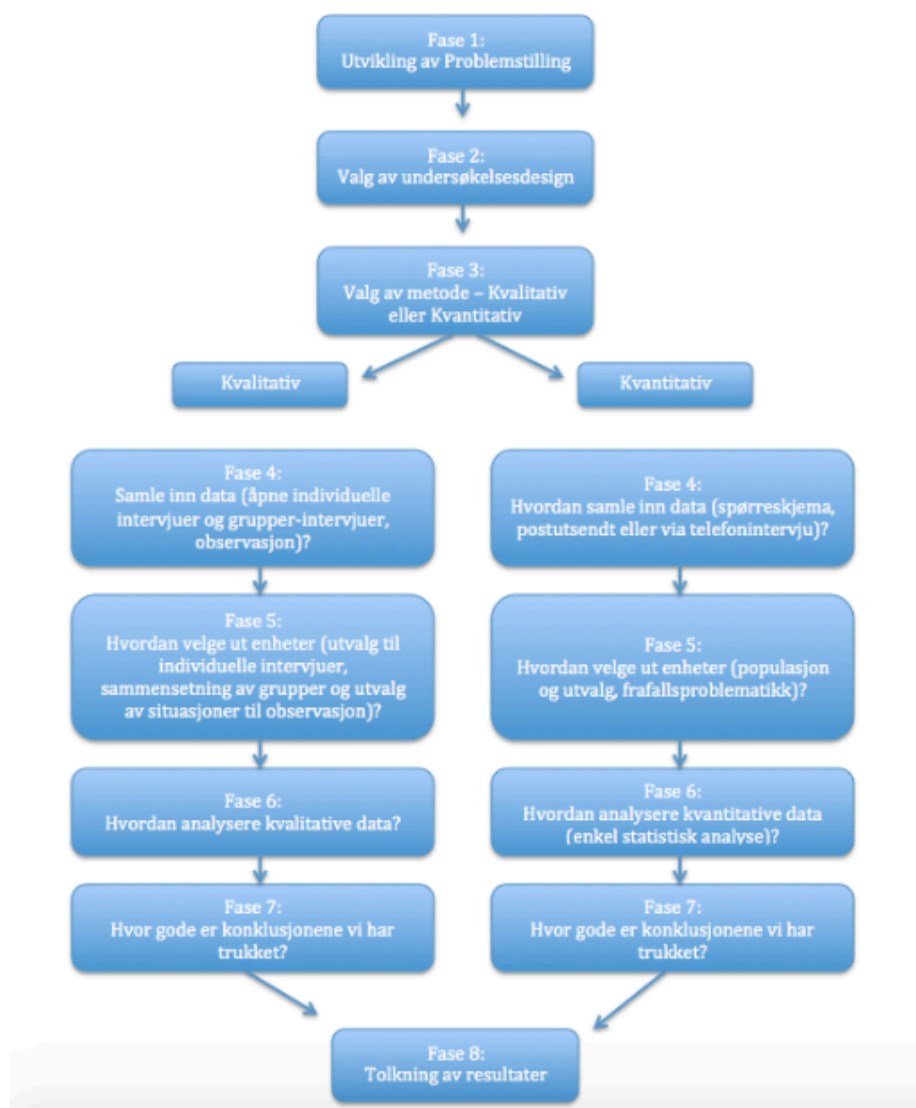 Fase 1:
Utvikling av Problemstilling
Fase 2:
Valg av undersøkelsesdesign
Fase 3:
Valg av metode – Kvalitativ
eller Kvantitativ
Kvalitativ
Kvantitativ
Fase 4:
Samle inn data (åpne individuelle
intervjuer og grupper-intervjuer,
observasjon)?
Fase 4:
Hvordan samle inn data (spørreskjema,
postutsendt eller via telefonintervju)?
Fase 5:
Hvordan velge ut enheter (utvalg til
individuelle intervjuer,
sammensetning av grupper og utvalg
av situasjoner til observasjon)?
Fase 5:
Hvordan velge ut enheter (populasjon
og utvalg, frafallsproblematikk)?
Fase 6:
Hvordan analysere kvalitative data?
Fase 6:
Hvordan analysere kvantitative data
(enkel statistisk analyse)?
Fase 7:
Hvor gode er konklusjonene vi har
trukket?
Fase 7:
Hvor gode er konklusjonene vi har
trukket?
Fase 8:
Tolkning av resultater